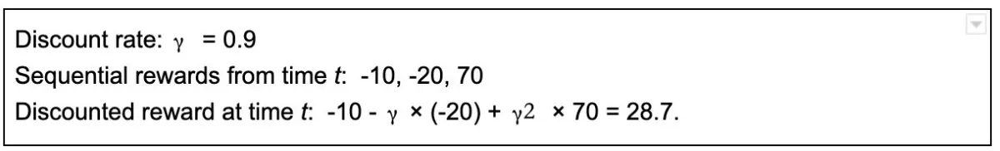 Discount rate: γ = 0.9
Sequential rewards from time t: -10, -20, 70
Discounted reward at time t: -10 - γ × (-20) + γ2 × 70 = 28.7.